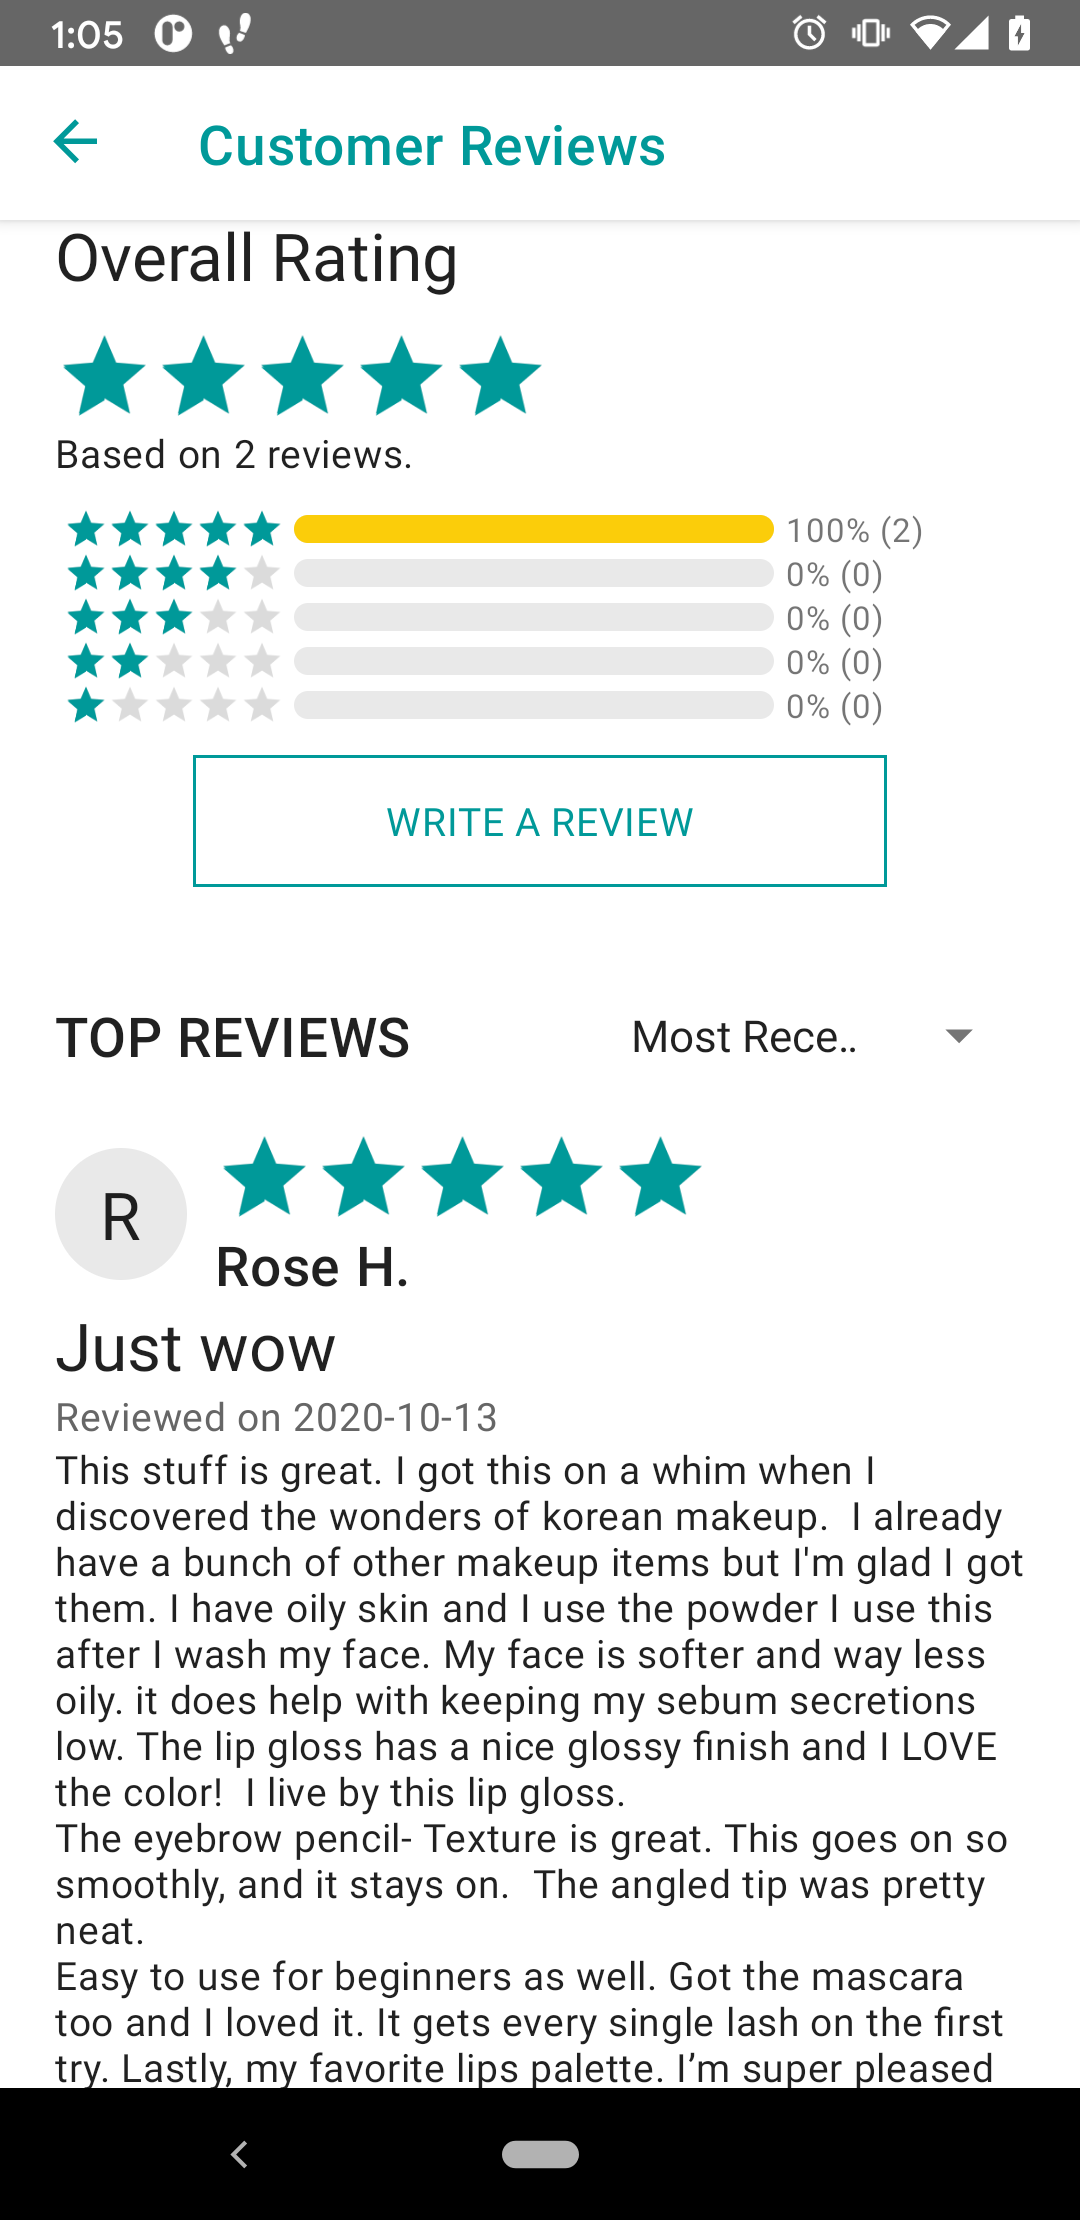 1:05
Customer Reviews
Overall Rating
Based on 2 reviews.
100% (2)
0% (0)
0% (0)
0% (0)
0% (0)
WRITE A REVIEW
TOP REVIEWS
Most Rece..
R
Rose H.
Just wow
Reviewed on 2020-10-13
This stuff is great. I got this on a whim when I
discovered the wonders of korean makeup.  I already
have a bunch of other makeup items but I'm glad I got
them. I have oily skin and I use the powder I use this
after I wash my face. My face is softer and way less
oily. it does help with keeping my sebum secretions
low. The lip gloss has a nice glossy finish and I LOVE
the color!  I live by this lip gloss.
The eyebrow pencil- Texture is great. This goes on so
smoothly, and it stays on.  The angled tip was pretty
neat.
Easy to use for beginners as well. Got the mascara
too and I loved it. It gets every single lash on the first
try. Lastly, my favorite lips palette. I’m super pleased